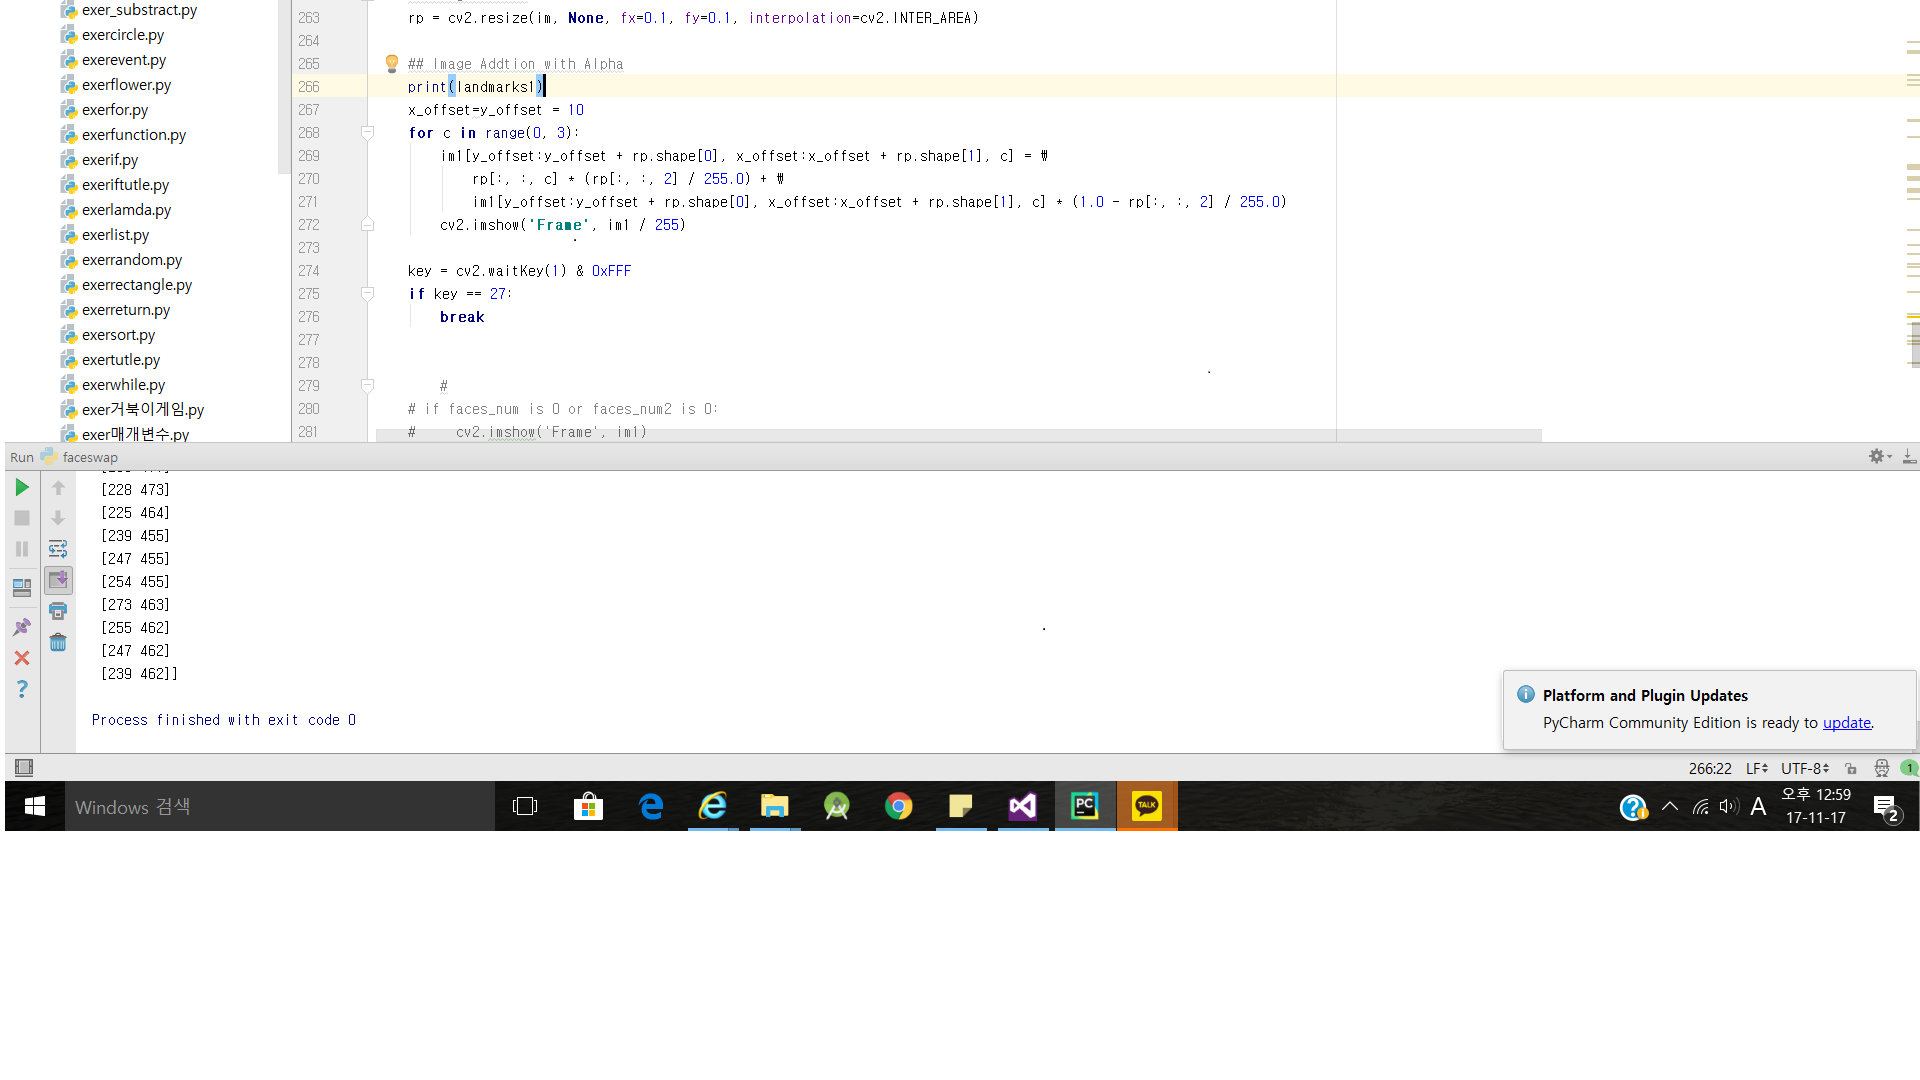 exer_substract.py
exercircle.py
exerevent.py
exerflower.py
exerfor.py
exerfunction.py
exerif.py
exeriftutle.py
exerlamda.py
exerlist.py
exerrandom.py
exerrectangle.py
exerreturn.py
exersort.py
exertutle.py
exerwhile.py
exer거북이게임.py
exer매개변수.py
263 rp = cv2.resize(im, None, fx=0.1, fy=0.1, interpolation=cv2.INTER_AREA)
264
265 ## Image Addtion with Alpha
266 print(landmarks1)
267 x_offset=y_offset = 10
268 for c in range(0, 3):
269 im1[y_offset:y_offset + rp.shape[0], x_offset:x_offset + rp.shape[1], c] = ₩
270 rp[:, :, c] * (rp[:, :, 2] / 255.0) + ₩
271 im1[y_offset:y_offset + rp.shape[0], x_offset:x_offset + rp.shape[1], c] * (1.0 - rp[:, :, 2] / 255.0)
272 cv2.imshow('Frame', im1 / 255)
273
274 key = cv2.waitKey(1) & 0xFFF
275 if key == 27:
276 break
277
278
279 #
280 # if faces_num is 0 or faces_num2 is 0:
281 # cv2.imshow('Frame', im1)
Run faceswap
[228 473]
[225 464]
[239 455]
[247 455]
[254 455]
[273 463]
[255 462]
[247 462]
[239 462]]
Process finished with exit code 0
Platform and Plugin Updates
PyCharm Community Edition is ready to update.
266:22 LF UTF-8 1
Windows 검색
PC
TALK
A
오후 12:59
17-11-17
2